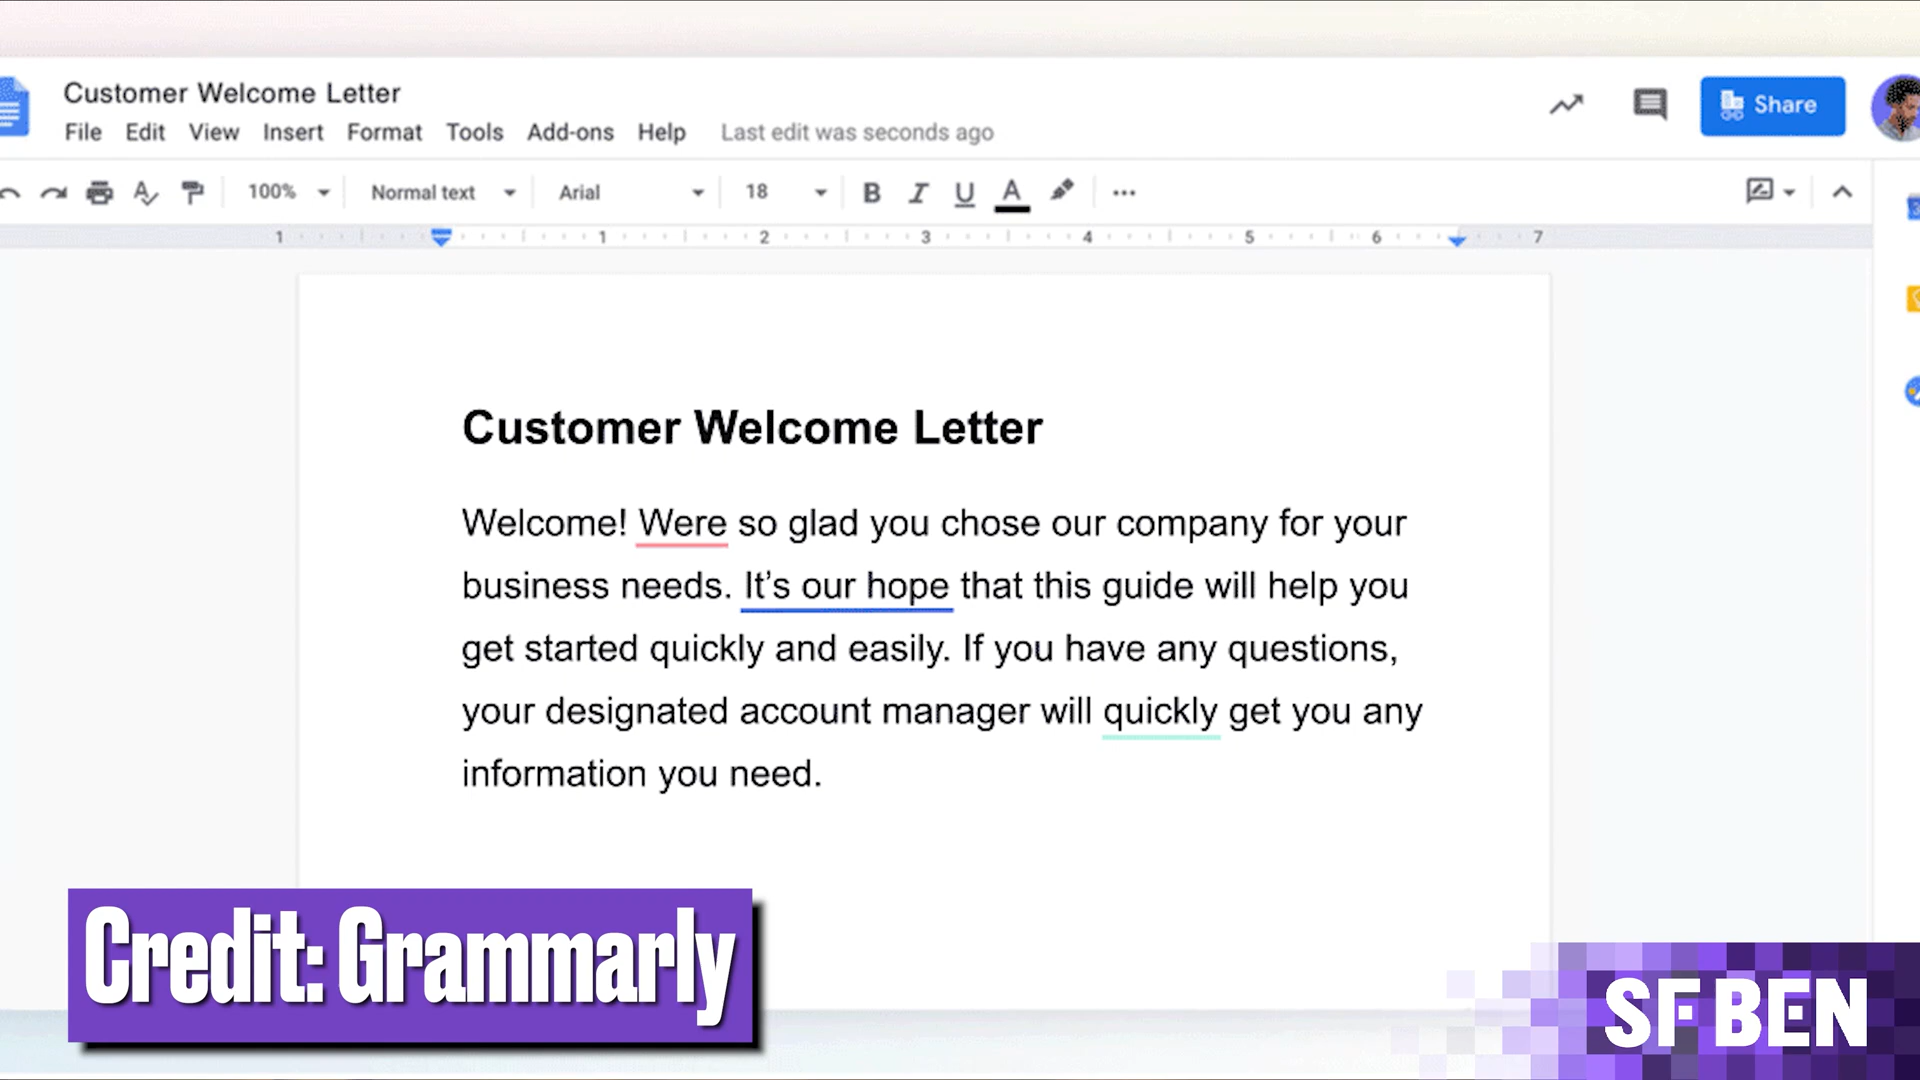 Customer Welcome Letter
File Edit View Insert Format Tools Add-ons Help Last edit was seconds ago
Share
100% Normal text Arial 18 B I U A
1 1 2 3 4 5 6 7
Customer Welcome Letter
Welcome! Were so glad you chose our company for your
business needs. It’s our hope that this guide will help you
get started quickly and easily. If you have any questions,
your designated account manager will quickly get you any
information you need.
Credit: Grammarly
SF BEN